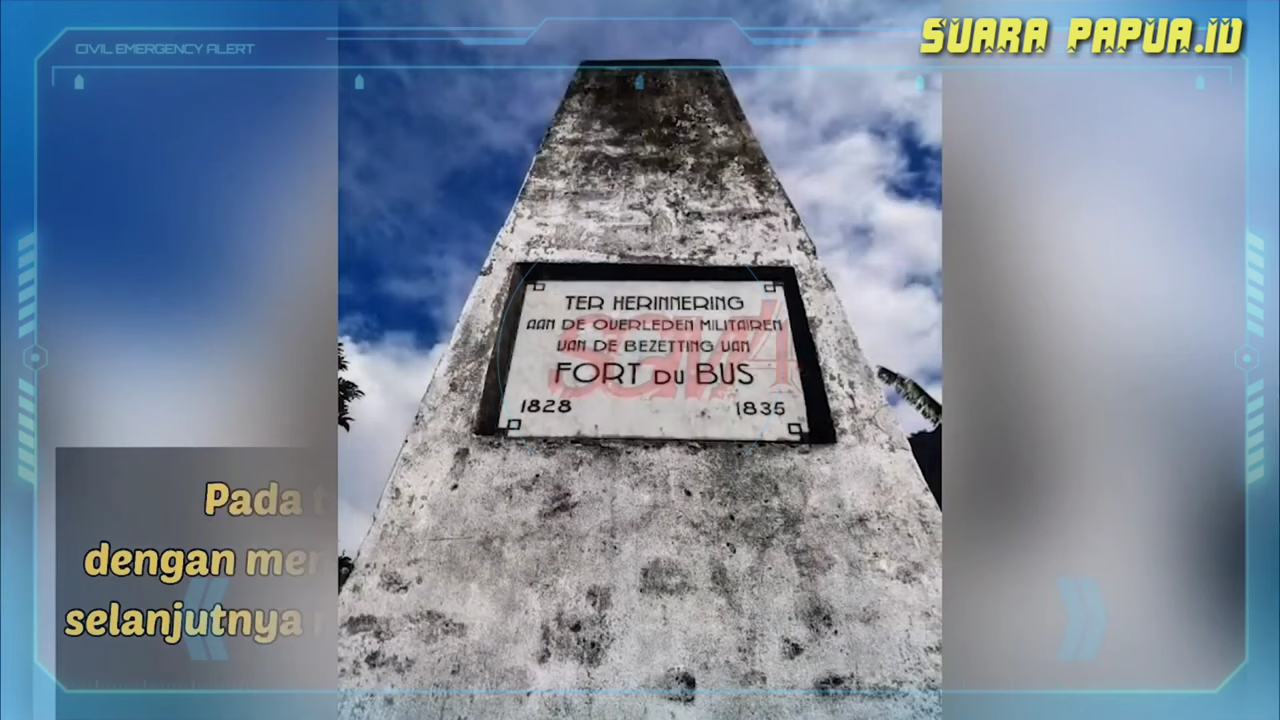 CIVIL EMERGENCY ALERT
SUARA PAPUA.ID
TER HERINNERING
AAN DE OVERLEDEN MILITAIREN
VAN DE BEZETTING VAN
FORT DU BUS
1828 1835
Pada
dengan
selanjutnya